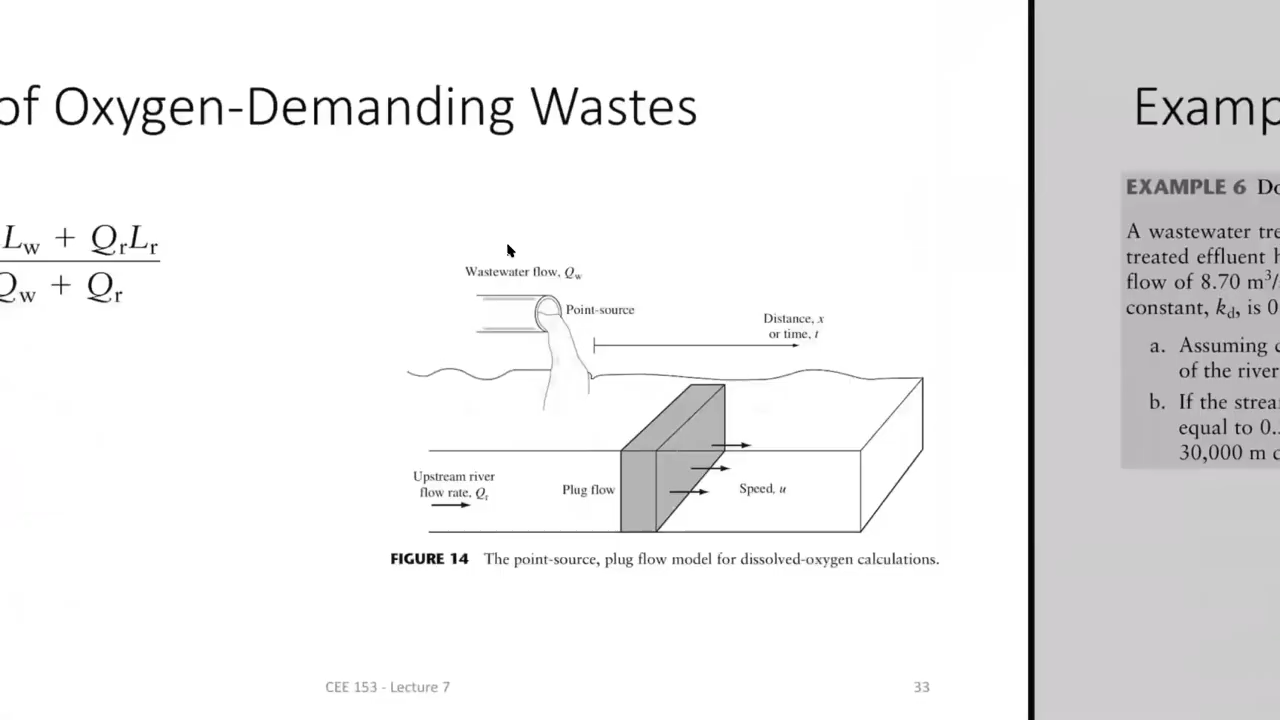 of Oxygen-Demanding Wastes
Lw + QrLr
Qw + Qr
Wastewater flow, Qw
Point-source
Distance, x
or time, t
Upstream river
flow rate, Qr
Plug flow
Speed, u
FIGURE 14 The point-source, plug flow model for dissolved-oxygen calculations.
CEE 153 - Lecture 7
33
Examp
EXAMPLE 6 Do
A wastewater tre
treated effluent h
flow of 8.70 m³/
constant, kd, is 0
a. Assuming c
of the river
b. If the strea
equal to 0.
30,000 m c